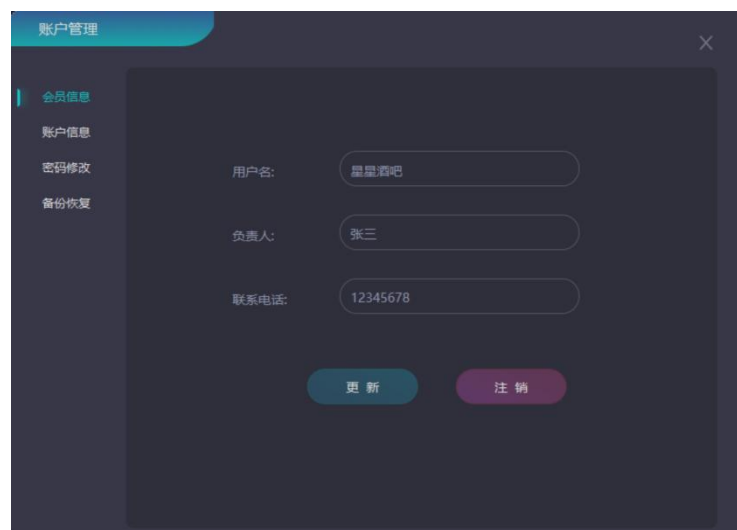 账户管理
会员信息
账户信息
密码修改
备份恢复
用户名:
星星酒吧
负责人:
张三
联系电话:
12345678
更 新
注 销